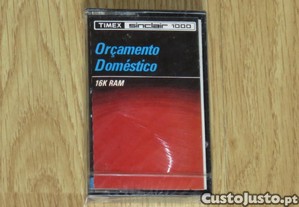 TIMEX sinclair 1000
Orçamento
Doméstico
16K RAM
CustoJusto.pt